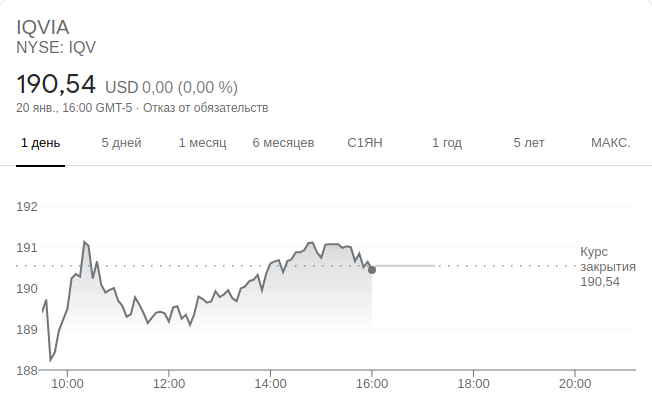 IQVIA
NYSE: IQV
190,54 USD 0,00 (0,00 %)
20 янв., 16:00 GMT-5 · Отказ от обязательств
1 день 5 дней 1 месяц 6 месяцев С1ЯН 1 год 5 лет МАКС.
192
191
190
189
188
Курс
закрытия
190,54
10:00 12:00 14:00 16:00 18:00 20:00